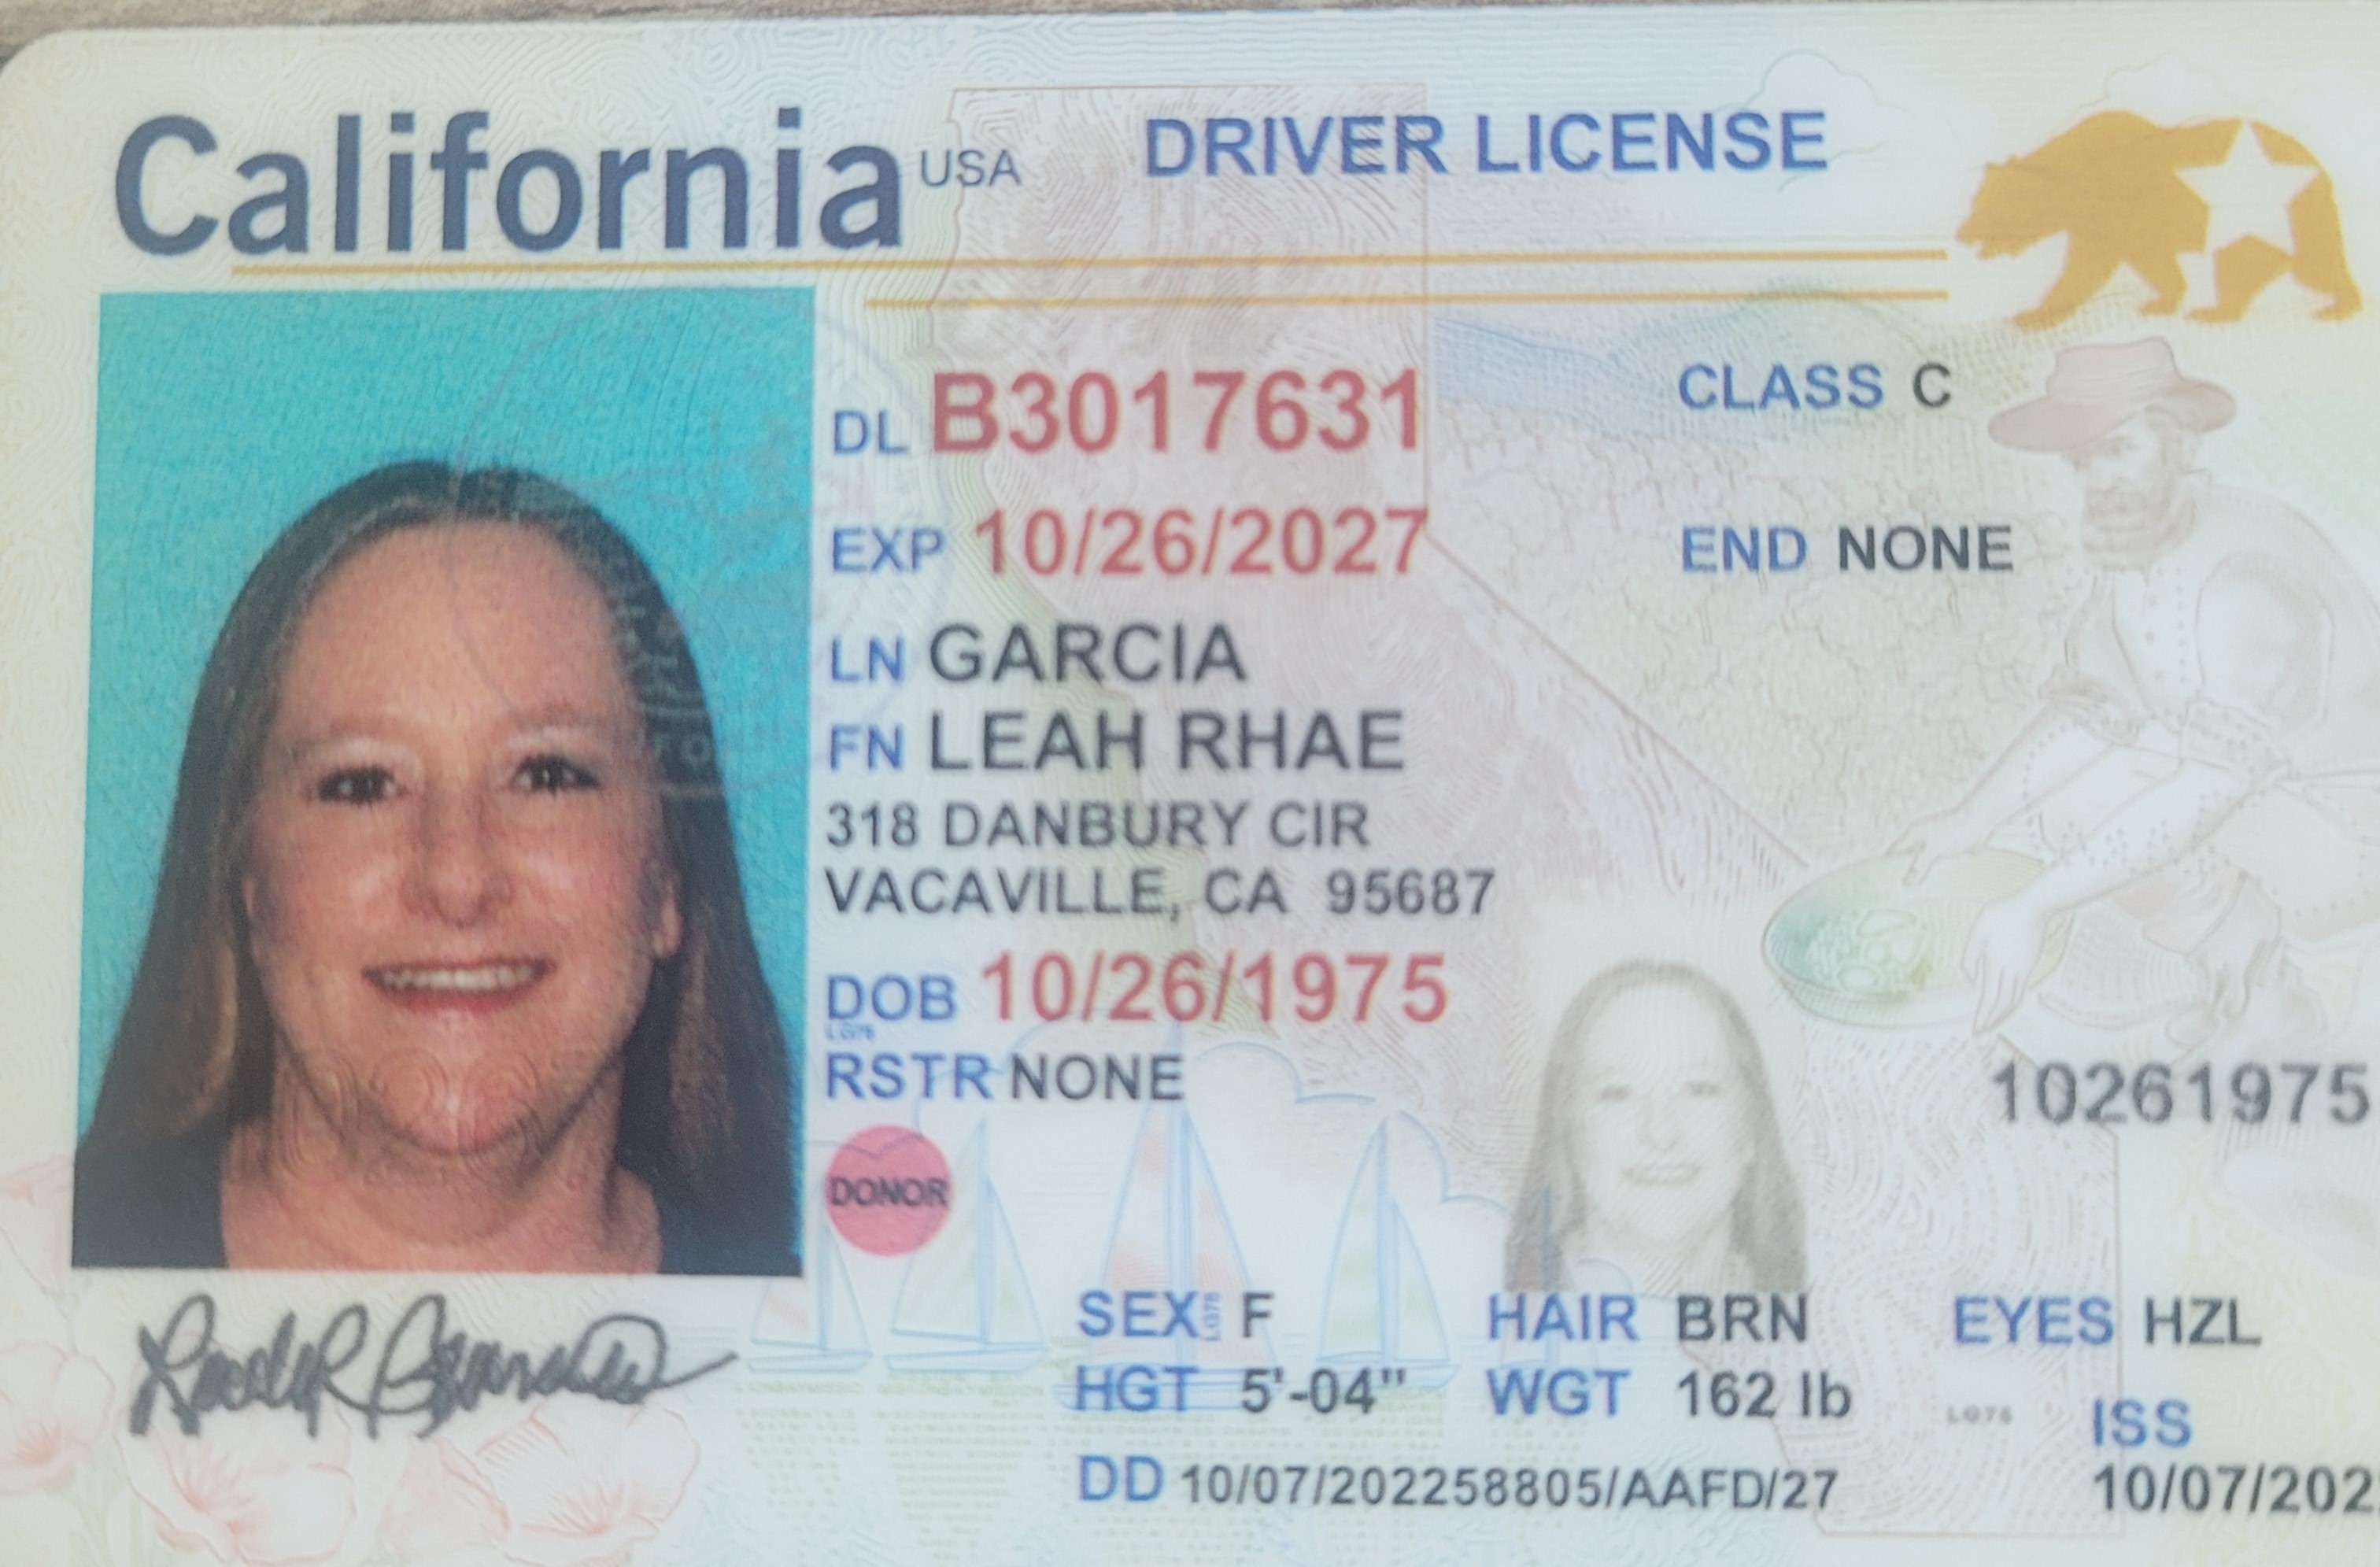 California USA DRIVER LICENSE
DL B3017631 CLASS C
EXP 10/26/2027 END NONE
LN GARCIA
FN LEAH RHAE
318 DANBURY CIR
VACAVILLE, CA 95687
DOB 10/26/1975
RSTR NONE
10261975
DONOR
SEX F HAIR BRN EYES HZL
HGT 5'-04" WGT 162 lb
ISS
DD 10/07/202258805/AAFD/27 10/07/202